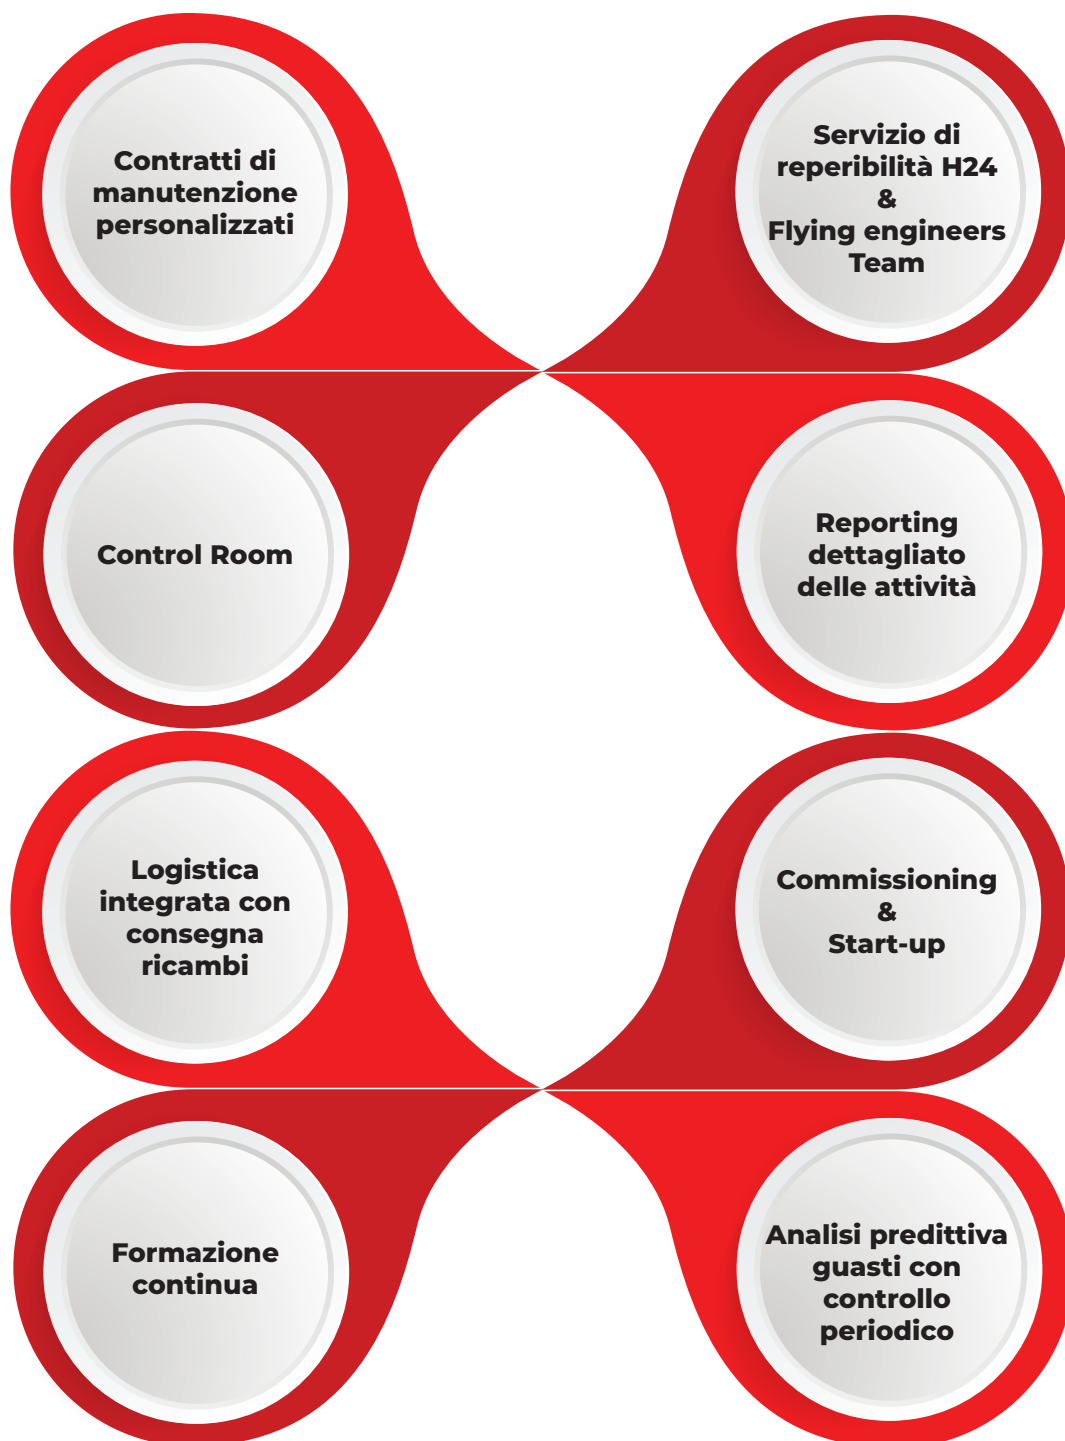 Contratti di
manutenzione
personalizzati
Servizio di
reperibilità H24
&
Flying engineers
Team
Control Room
Reporting
dettagliato
delle attività
Logistica
integrata con
consegna
ricambi
Commissioning
&
Start-up
Formazione
continua
Analisi predittiva
guasti con
controllo
periodico